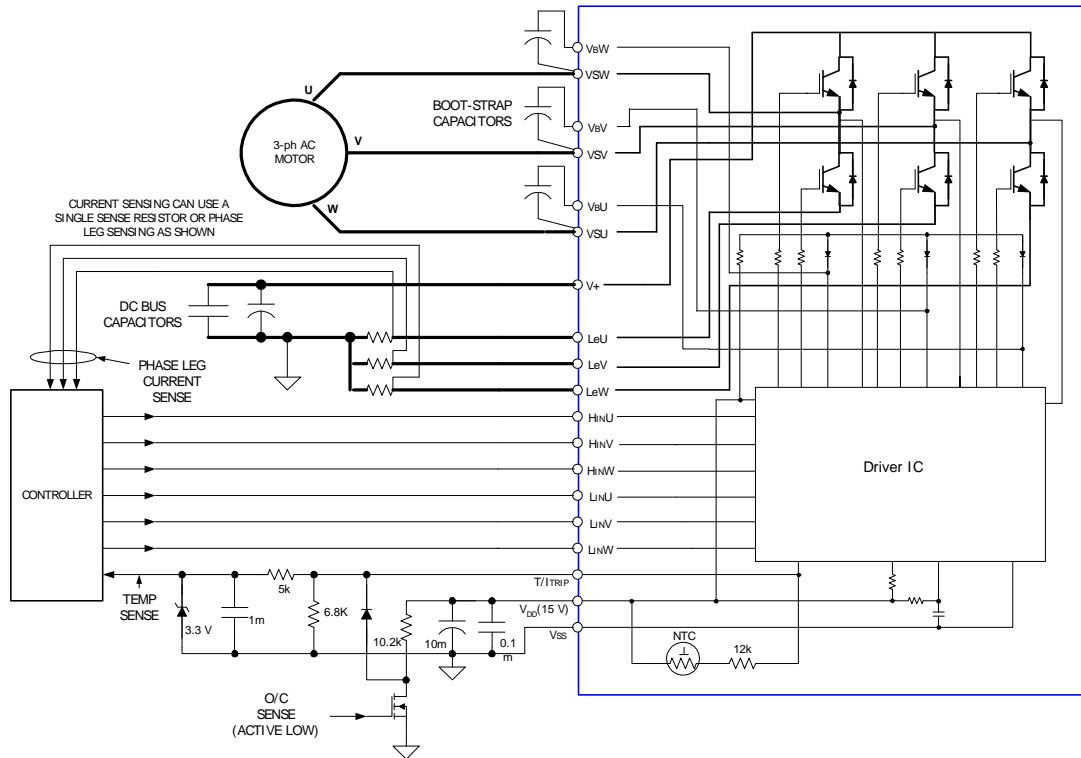 VBW
VSW
U
BOOT-STRAP
CAPACITORS
VBV
V
3-ph AC
MOTOR
VSV
VBU
W
CURRENT SENSING CAN USE A
SINGLE SENSE RESISTOR OR PHASE
LEG SENSING AS SHOWN
VSU
V+
DC BUS
CAPACITORS
LeU
PHASE LEG
CURRENT
SENSE
LeV
LeW
HINU
HINV
HINW
Driver IC
CONTROLLER
LINU
LINV
LINW
T/ITRIP
TEMP
SENSE
5k
6.8K
3.3 V
1m
10.2k
10m
0.1
m
VDD(15 V)
VSS
NTC
12k
O/C
SENSE
(ACTIVE LOW)